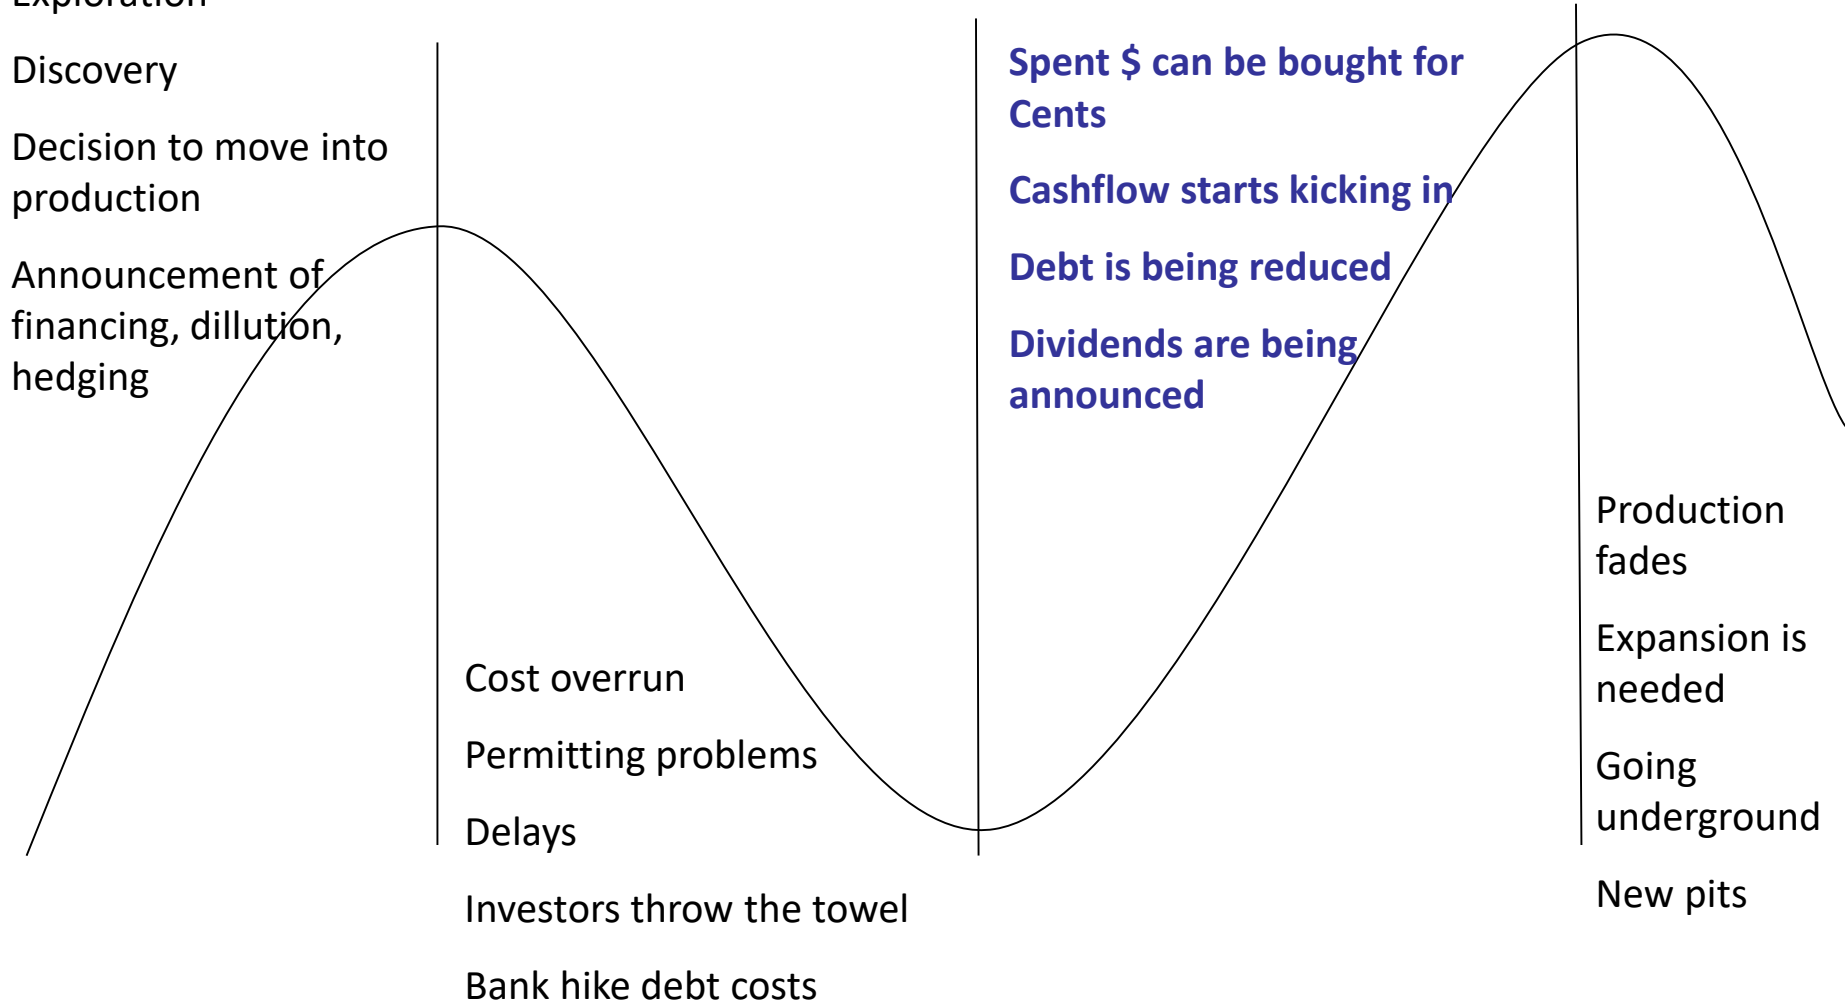 Exploration
Discovery
Decision to move into
production
Announcement of
financing, dillution,
hedging
Cost overrun
Permitting problems
Delays
Investors throw the towel
Bank hike debt costs
Spent $ can be bought for
Cents
Cashflow starts kicking in
Debt is being reduced
Dividends are being
announced
Production
fades
Expansion is
needed
Going
underground
New pits